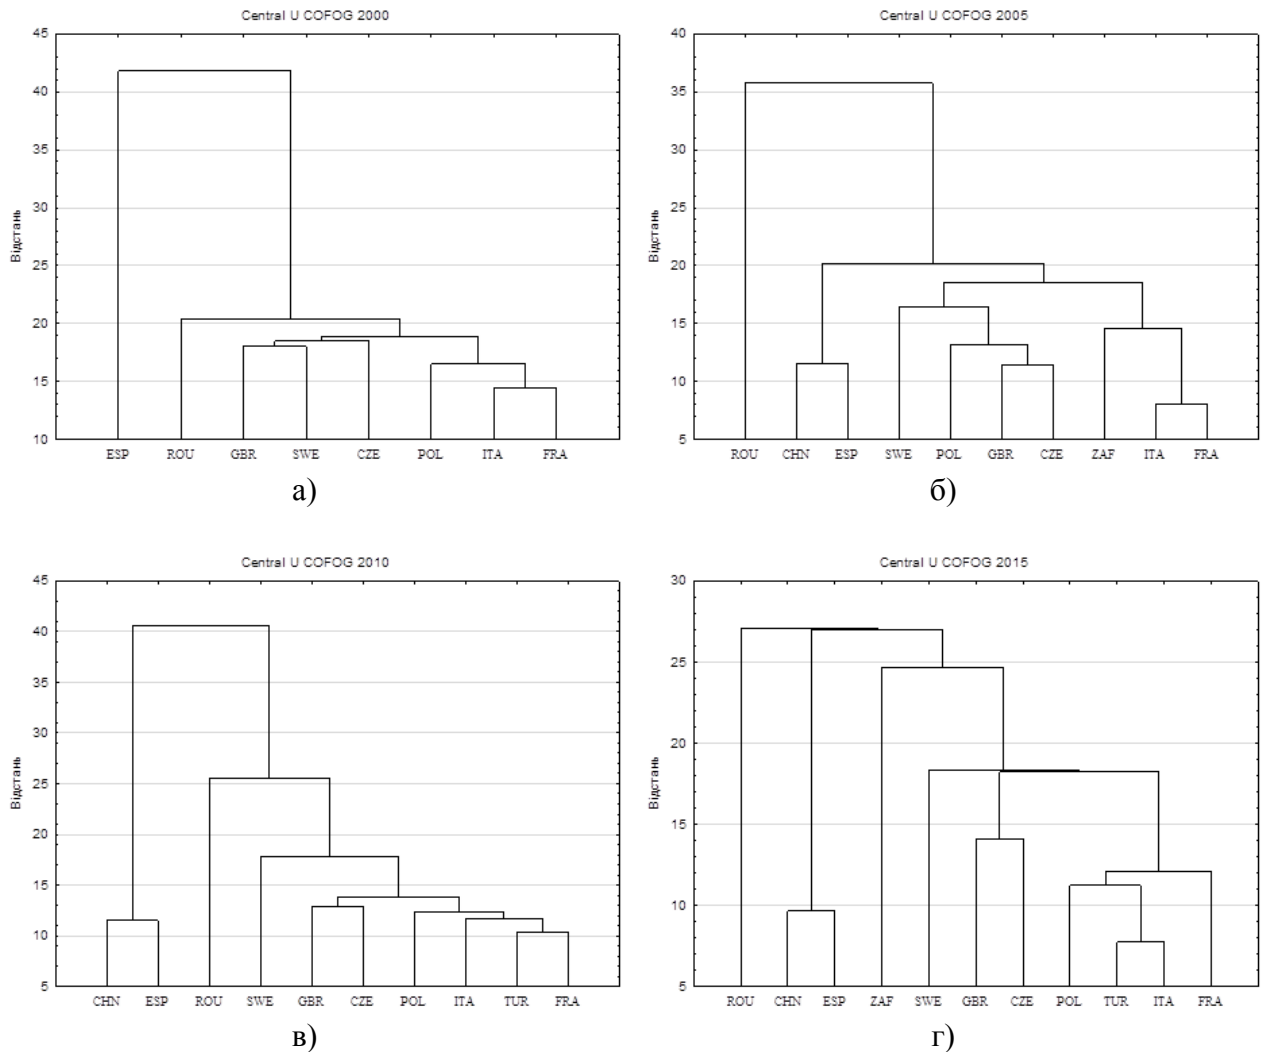 Central U COFOG 2000
45
40
35
30
25
20
15
10
Відстань
ESP ROU GBR SWE CZE POL ITA FRA
а)
Central U COFOG 2005
40
35
30
25
20
15
10
5
Відстань
ROU CHN ESP SWE POL GBR CZE ZAF ITA FRA
б)
Central U COFOG 2010
45
40
35
30
25
20
15
10
5
Відстань
CHN ESP ROU SWE GBR CZE POL ITA TUR FRA
в)
Central U COFOG 2015
30
25
20
15
10
5
Відстань
ROU CHN ESP ZAF SWE GBR CZE POL TUR ITA FRA
г)